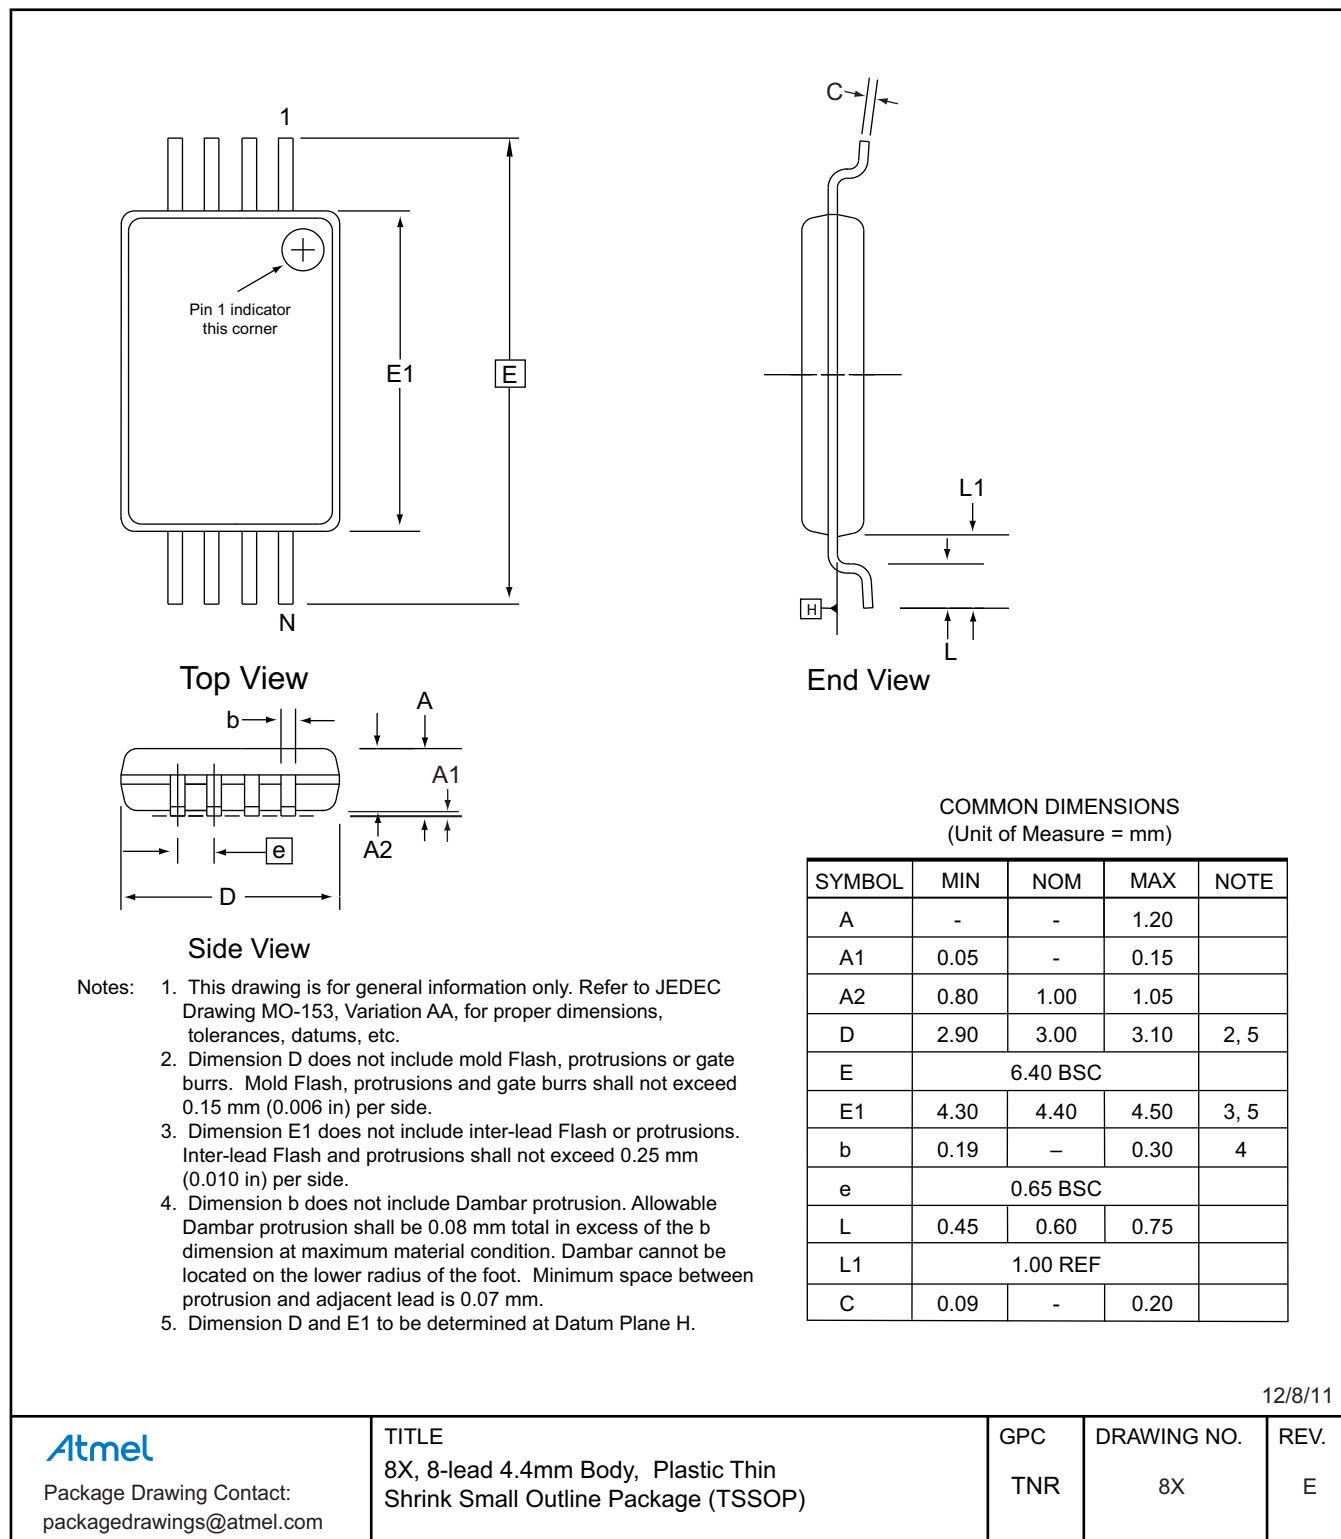 1
Pin 1 indicator
this corner
E1
E
N
Top View
C
L1
H
L
End View
b
A
A1
e
A2
D
Side View
COMMON DIMENSIONS
(Unit of Measure = mm)
SYMBOL MIN NOM MAX NOTE
A - - 1.20
A1 0.05 - 0.15
A2 0.80 1.00 1.05
D 2.90 3.00 3.10 2, 5
E 6.40 BSC
E1 4.30 4.40 4.50 3, 5
b 0.19 – 0.30 4
e 0.65 BSC
L 0.45 0.60 0.75
L1 1.00 REF
C 0.09 - 0.20
Notes: 1. This drawing is for general information only. Refer to JEDEC
Drawing MO-153, Variation AA, for proper dimensions,
tolerances, datums, etc.
2. Dimension D does not include mold Flash, protrusions or gate
burrs. Mold Flash, protrusions and gate burrs shall not exceed
0.15 mm (0.006 in) per side.
3. Dimension E1 does not include inter-lead Flash or protrusions.
Inter-lead Flash and protrusions shall not exceed 0.25 mm
(0.010 in) per side.
4. Dimension b does not include Dambar protrusion. Allowable
Dambar protrusion shall be 0.08 mm total in excess of the b
dimension at maximum material condition. Dambar cannot be
located on the lower radius of the foot. Minimum space between
protrusion and adjacent lead is 0.07 mm.
5. Dimension D and E1 to be determined at Datum Plane H.
12/8/11
Atmel
Package Drawing Contact:
packagedrawings@atmel.com
TITLE
8X, 8-lead 4.4mm Body, Plastic Thin
Shrink Small Outline Package (TSSOP)
GPC
TNR
DRAWING NO.
8X
REV.
E